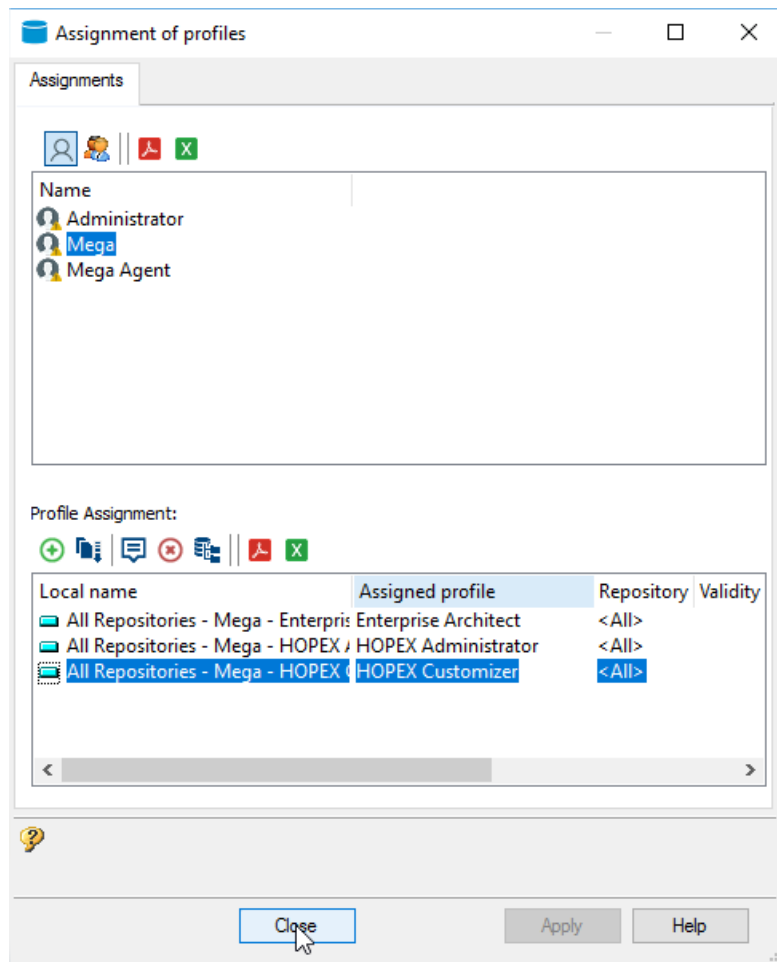 Assignment of profiles
Assignments
Name
Administrator
Mega
Mega Agent
Profile Assignment:
Local name Assigned profile Repository Validity
All Repositories - Mega - Enterpris Enterprise Architect <All>
All Repositories - Mega - HOPEX HOPEX Administrator <All>
All Repositories - Mega - HOPEX HOPEX Customizer <All>
Close Apply Help